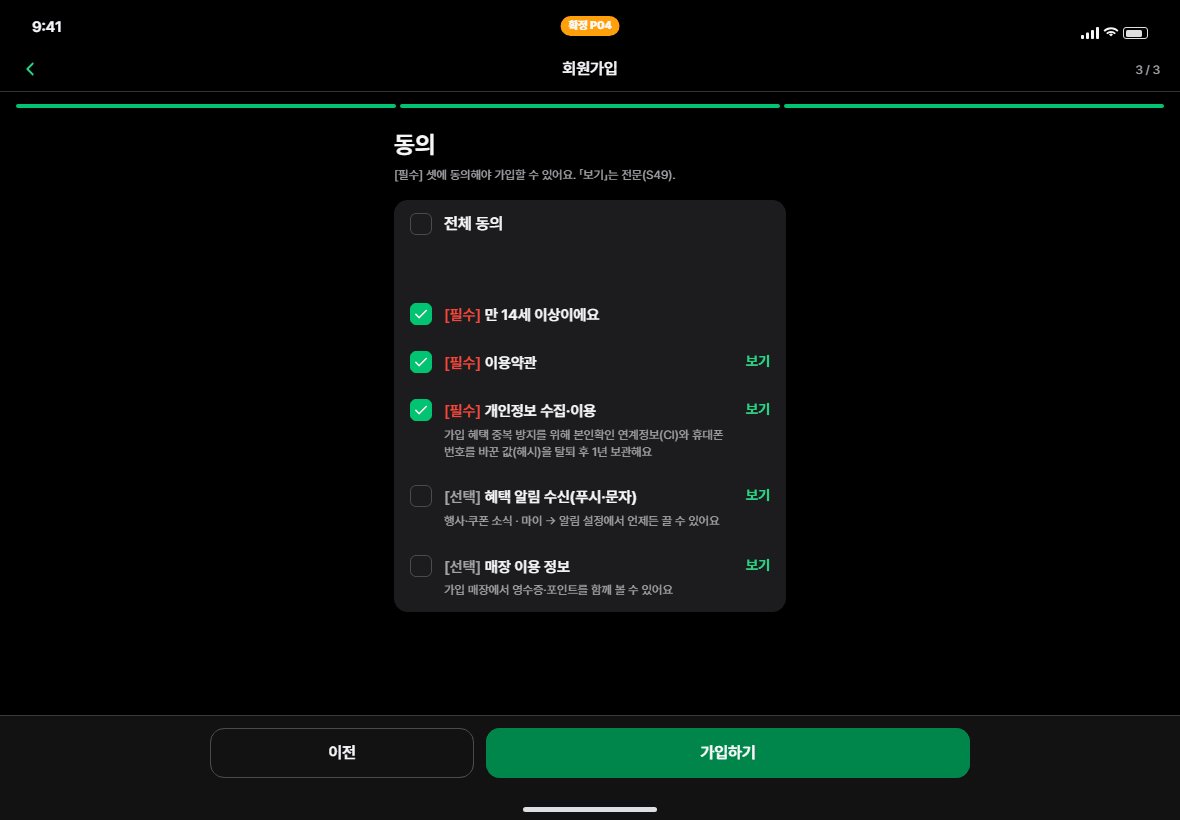 9:41
확정 P04
회원가입
3 / 3
동의
[필수] 셋에 동의해야 가입할 수 있어요. 「보기」는 전문(S49).
전체 동의
[필수] 만 14세 이상이에요
[필수] 이용약관
보기
[필수] 개인정보 수집·이용
보기
가입 혜택 중복 방지를 위해 본인확인 연계정보(CI)와 휴대폰
번호를 바꾼 값(해시)을 탈퇴 후 1년 보관해요
[선택] 혜택 알림 수신(푸시·문자)
보기
행사·쿠폰 소식 · 마이 → 알림 설정에서 언제든 끌 수 있어요
[선택] 매장 이용 정보
보기
가입 매장에서 영수증·포인트를 함께 볼 수 있어요
이전
가입하기